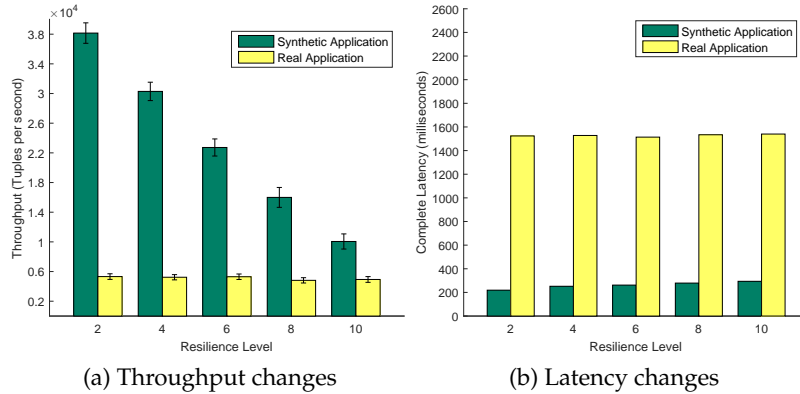 ×10⁴
3.8
3.4
3
2.6
2.2
1.8
1.4
1
0.6
0.2
Throughput (Tuples per second)
Synthetic Application
Real Application
2 4 6 8 10
Resilience Level
(a) Throughput changes
2600
2400
2200
2000
1800
1600
1400
1200
1000
800
600
400
200
0
Complete Latency (milliseconds)
Synthetic Application
Real Application
2 4 6 8 10
Resilience Level
(b) Latency changes